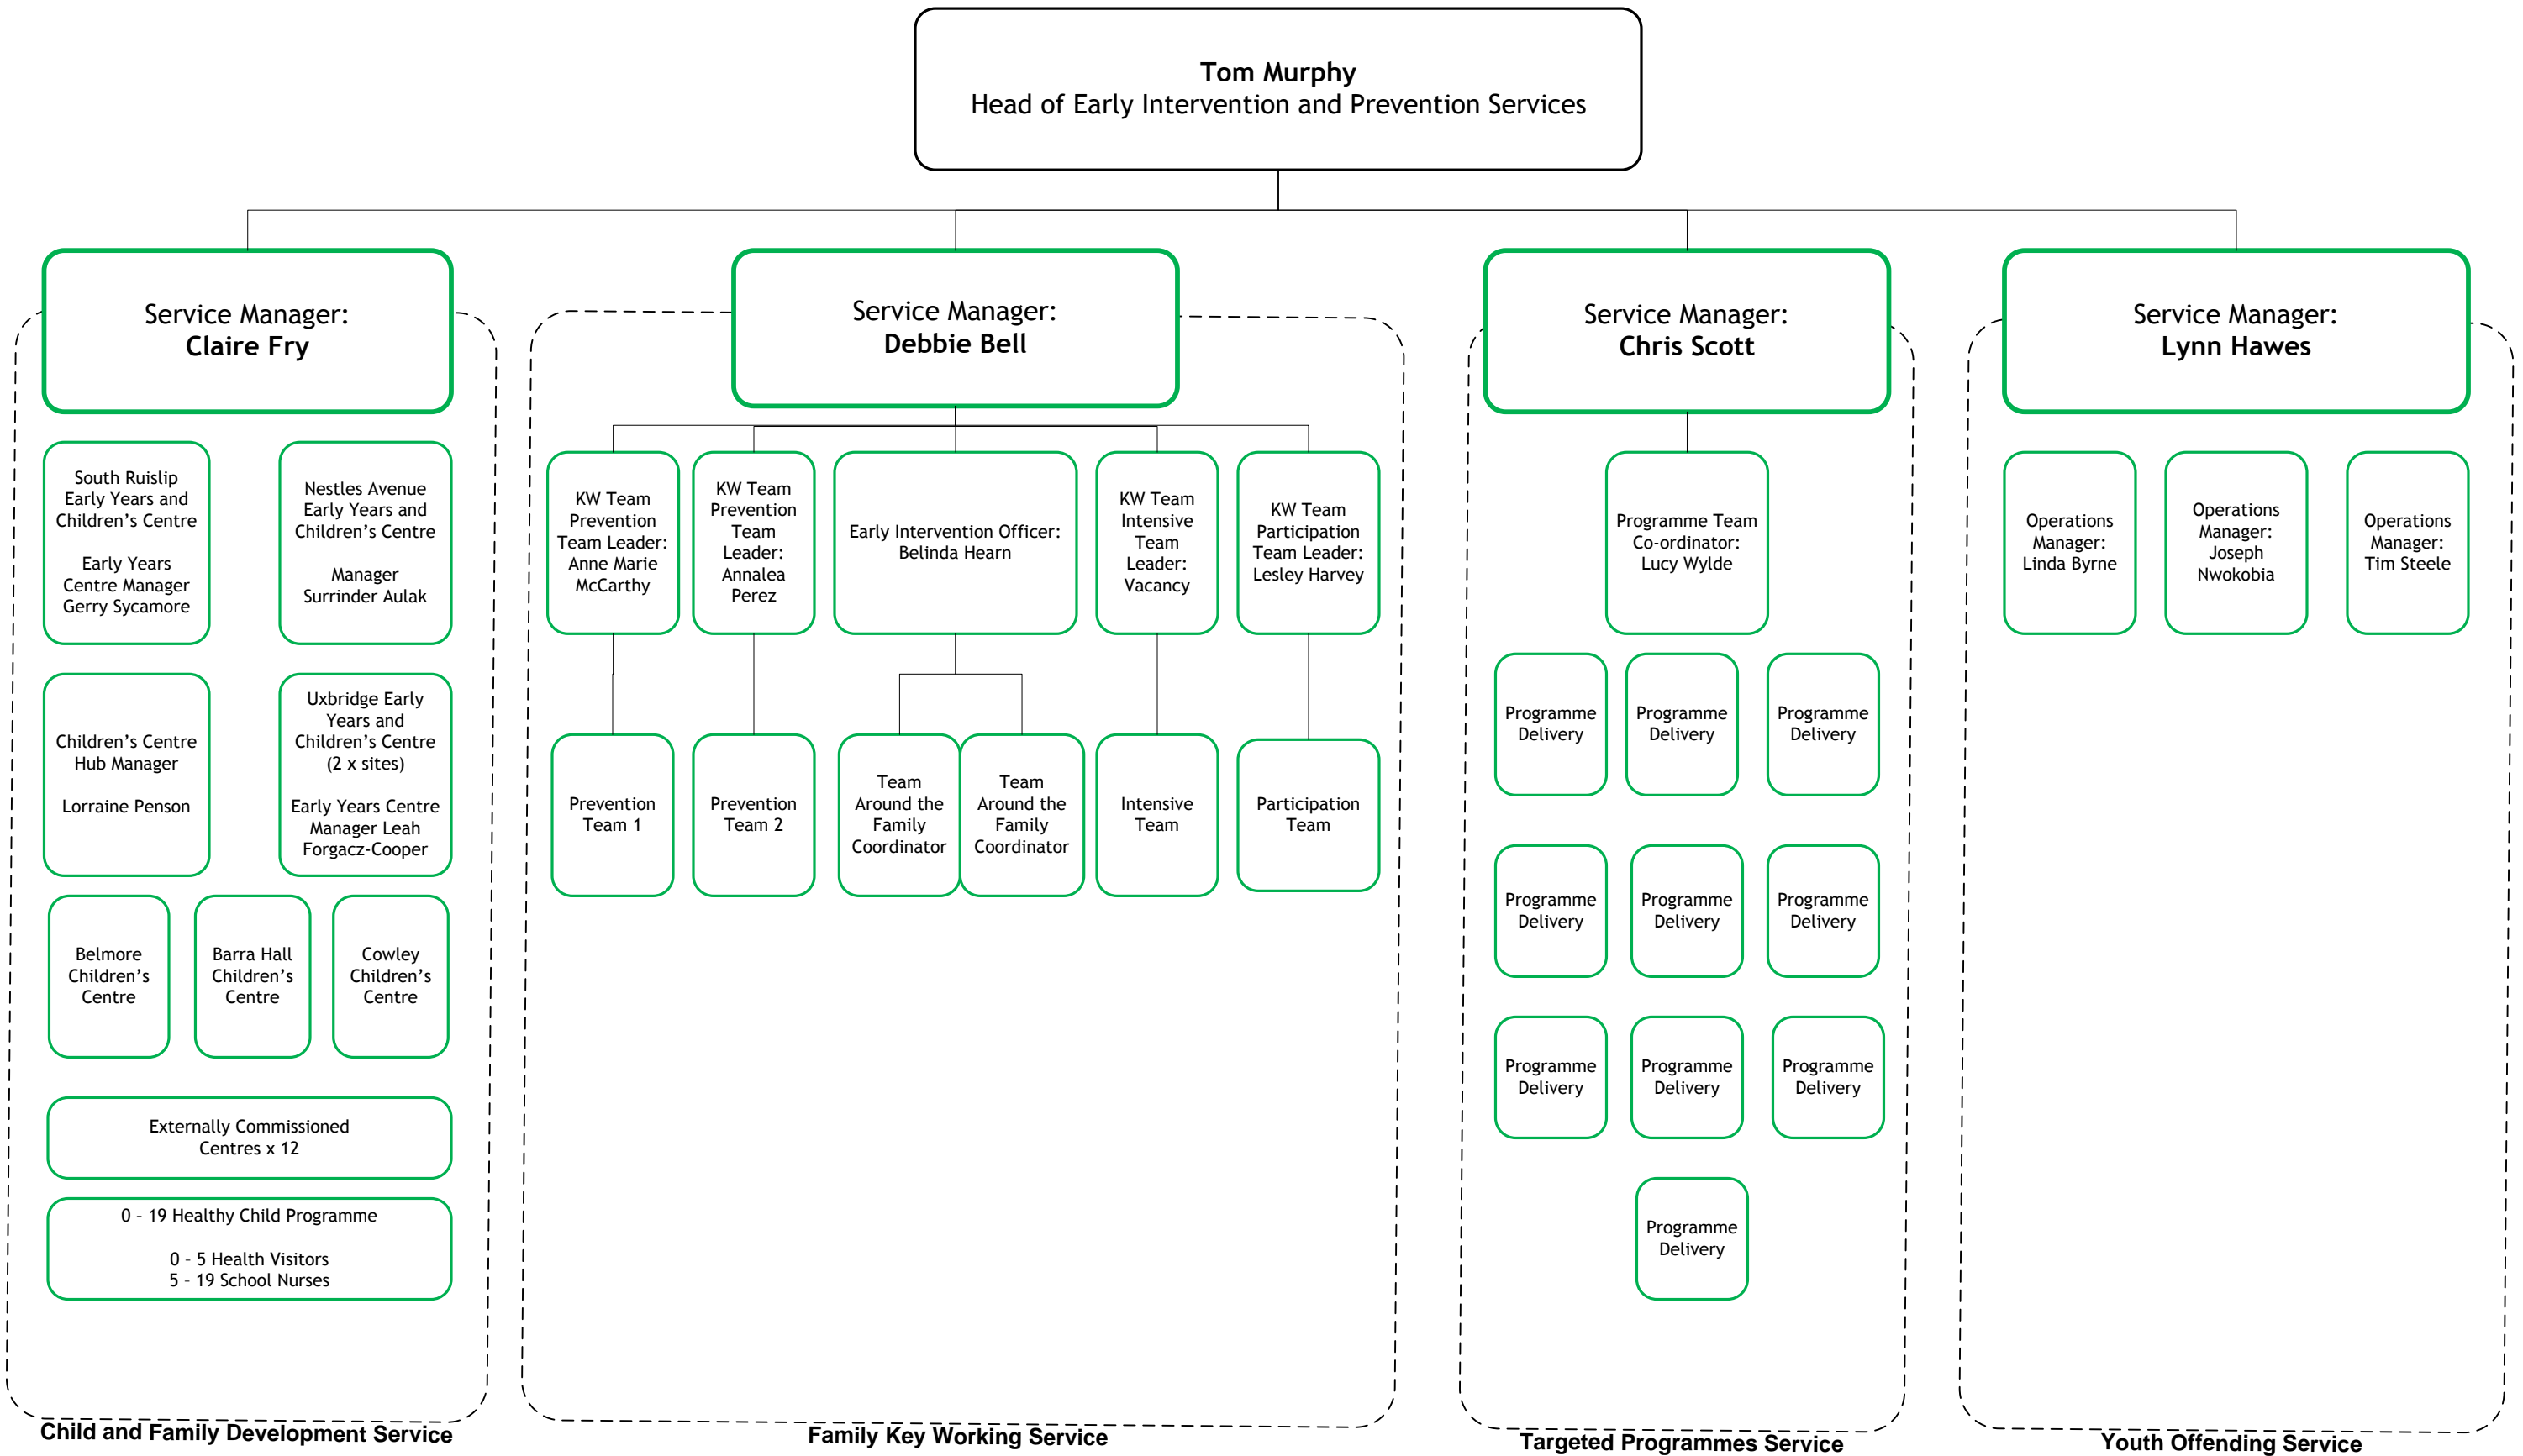 Tom Murphy
Head of Early Intervention and Prevention Services
Service Manager:
Claire Fry
South Ruislip
Early Years and
Children’s Centre
Early Years
Centre Manager
Gerry Sycamore
Nestles Avenue
Early Years and
Children’s Centre
Manager
Surrinder Aulak
Children’s Centre
Hub Manager
Lorraine Penson
Uxbridge Early
Years and
Children’s Centre
(2 x sites)
Early Years Centre
Manager Leah
Forgacz-Cooper
Belmore
Children’s
Centre
Barra Hall
Children’s
Centre
Cowley
Children’s
Centre
Externally Commissioned
Centres x 12
0 – 19 Healthy Child Programme
0 – 5 Health Visitors
5 – 19 School Nurses
Child and Family Development Service
Service Manager:
Debbie Bell
KW Team
Prevention
Team Leader:
Anne Marie
McCarthy
KW Team
Prevention
Team
Leader:
Annalea
Perez
Early Intervention Officer:
Belinda Hearn
KW Team
Intensive
Team
Leader:
Vacancy
KW Team
Participation
Team Leader:
Lesley Harvey
Prevention
Team 1
Prevention
Team 2
Team
Around the
Family
Coordinator
Team
Around the
Family
Coordinator
Intensive
Team
Participation
Team
Family Key Working Service
Service Manager:
Chris Scott
Programme Team
Co-ordinator:
Lucy Wylde
Programme
Delivery
Programme
Delivery
Programme
Delivery
Programme
Delivery
Programme
Delivery
Programme
Delivery
Programme
Delivery
Programme
Delivery
Programme
Delivery
Programme
Delivery
Targeted Programmes Service
Service Manager:
Lynn Hawes
Operations
Manager:
Linda Byrne
Operations
Manager:
Joseph
Nwokobia
Operations
Manager:
Tim Steele
Youth Offending Service